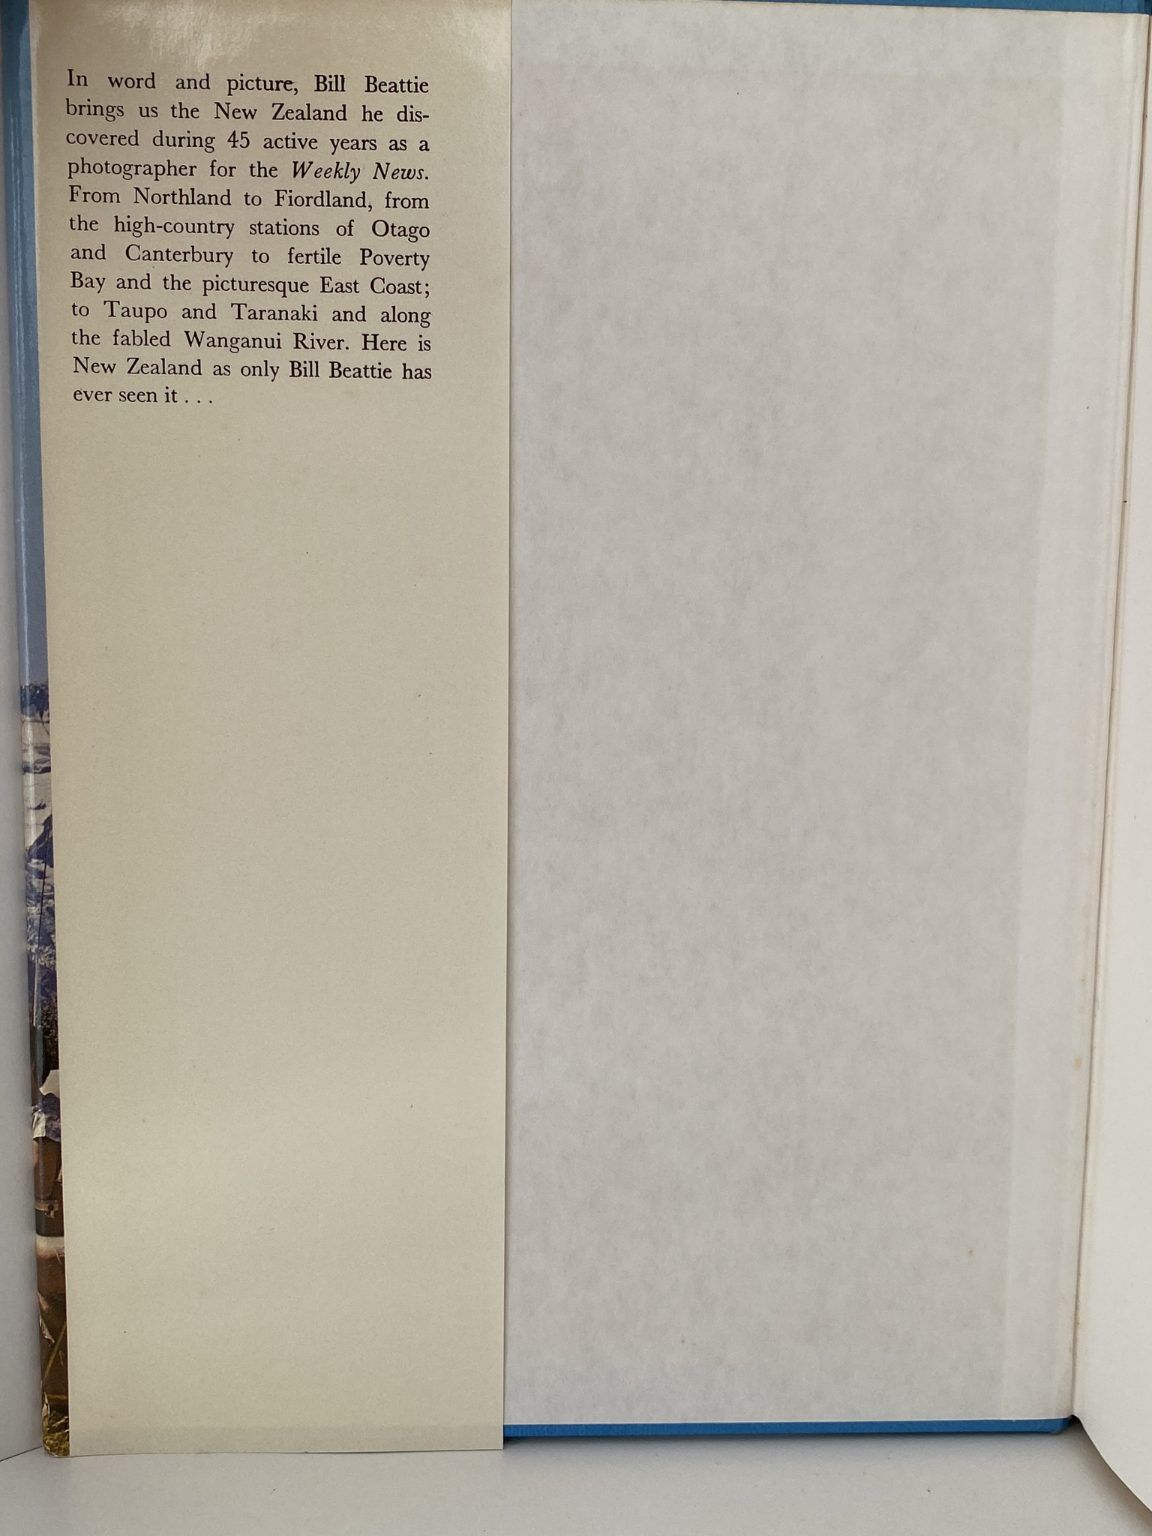 In word and picture, Bill Beattie
brings us the New Zealand he dis-
covered during 45 active years as a
photographer for the Weekly News.
From Northland to Fiordland, from
the high-country stations of Otago
and Canterbury to fertile Poverty
Bay and the picturesque East Coast;
to Taupo and Taranaki and along
the fabled Wanganui River. Here is
New Zealand as only Bill Beattie has
ever seen it . . .